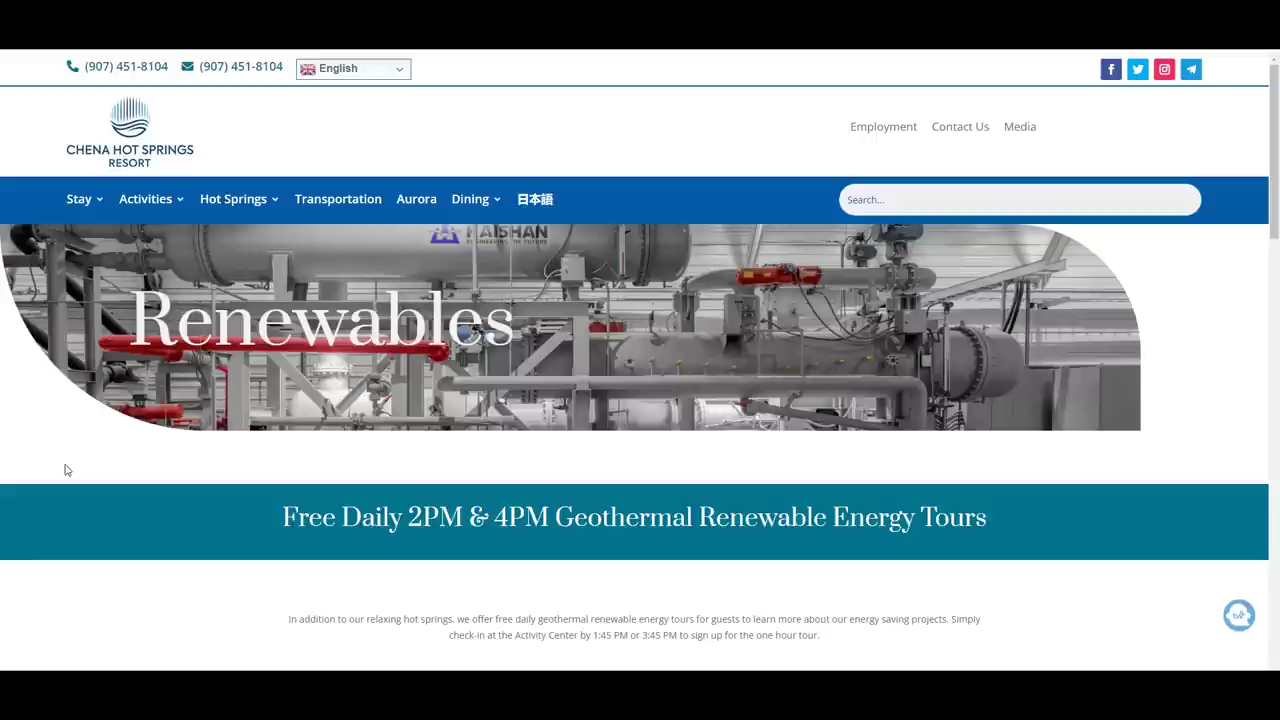 (907) 451-8104 (907) 451-8104 English
CHENA HOT SPRINGS
RESORT
Employment Contact Us Media
Stay Activities Hot Springs Transportation Aurora Dining 日本語 Search...
HAISHAN
ENGINEERING THE FUTURE
Renewables
Free Daily 2PM & 4PM Geothermal Renewable Energy Tours
In addition to our relaxing hot springs, we offer free daily geothermal renewable energy tours for guests to learn more about our energy saving projects. Simply
check-in at the Activity Center by 1:45 PM or 3:45 PM to sign up for the one hour tour.